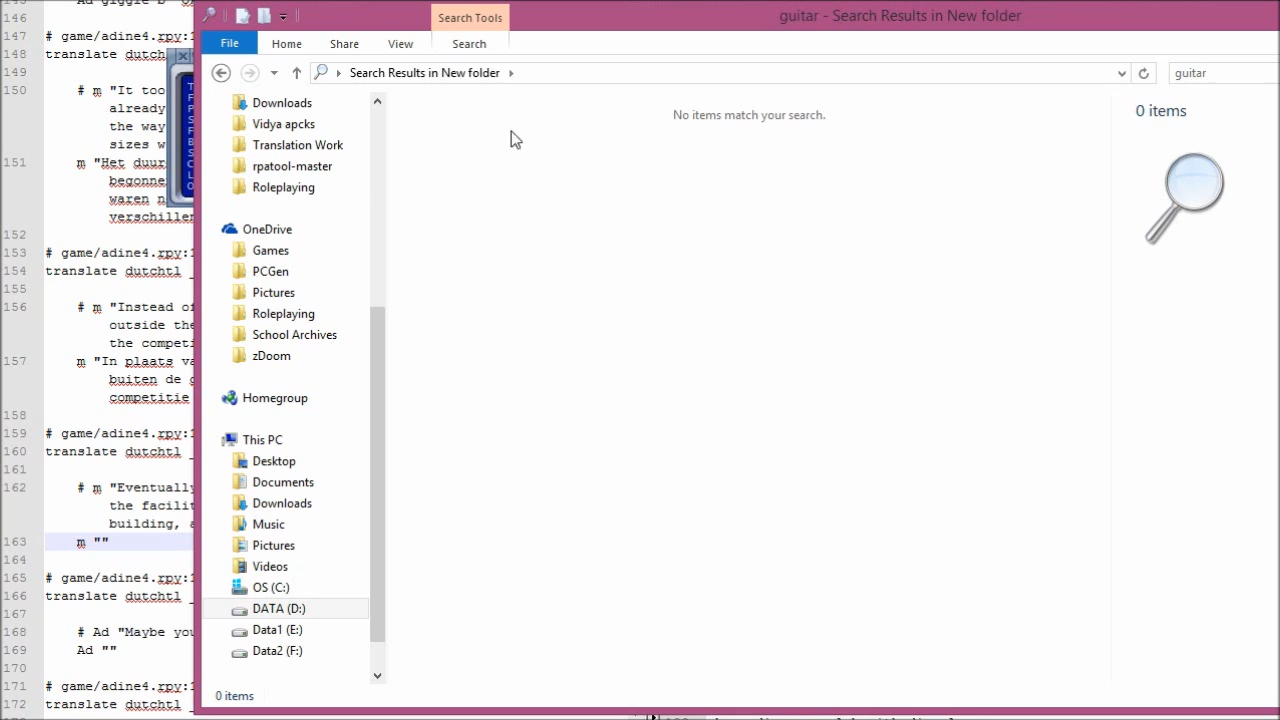 guitar - Search Results in New folder
Search Tools
File
Home
Share
View
Search
Search Results in New folder
guitar
Downloads
Vidya apcks
Translation Work
rpatool-master
Roleplaying
OneDrive
Games
PCGen
Pictures
Roleplaying
School Archives
zDoom
Homegroup
This PC
Desktop
Documents
Downloads
Music
Pictures
Videos
OS (C:)
DATA (D:)
Data1 (E:)
Data2 (F:)
No items match your search.
0 items
0 items
146
147 # game/adine4.rpy:1
148 translate dutchtl
149
150 # m "It too
already
the way
sizes w
151 m "Het duur
begonne
waren n
verschiller
152
153 # game/adine4.rpy:1
154 translate dutchtl _
155
156 # m "Instead of
outside the
the competi
157 m "In plaats va
buiten de
competitie
158
159 # game/adine4.rpy:1
160 translate dutchtl _
161
162 # m "Eventually
the facilit
building, a
163 m ""
164
165 # game/adine4.rpy:1
166 translate dutchtl _
167
168 # Ad "Maybe you
169 Ad ""
170
171 # game/adine4.rpy:1
172 translate dutchtl _